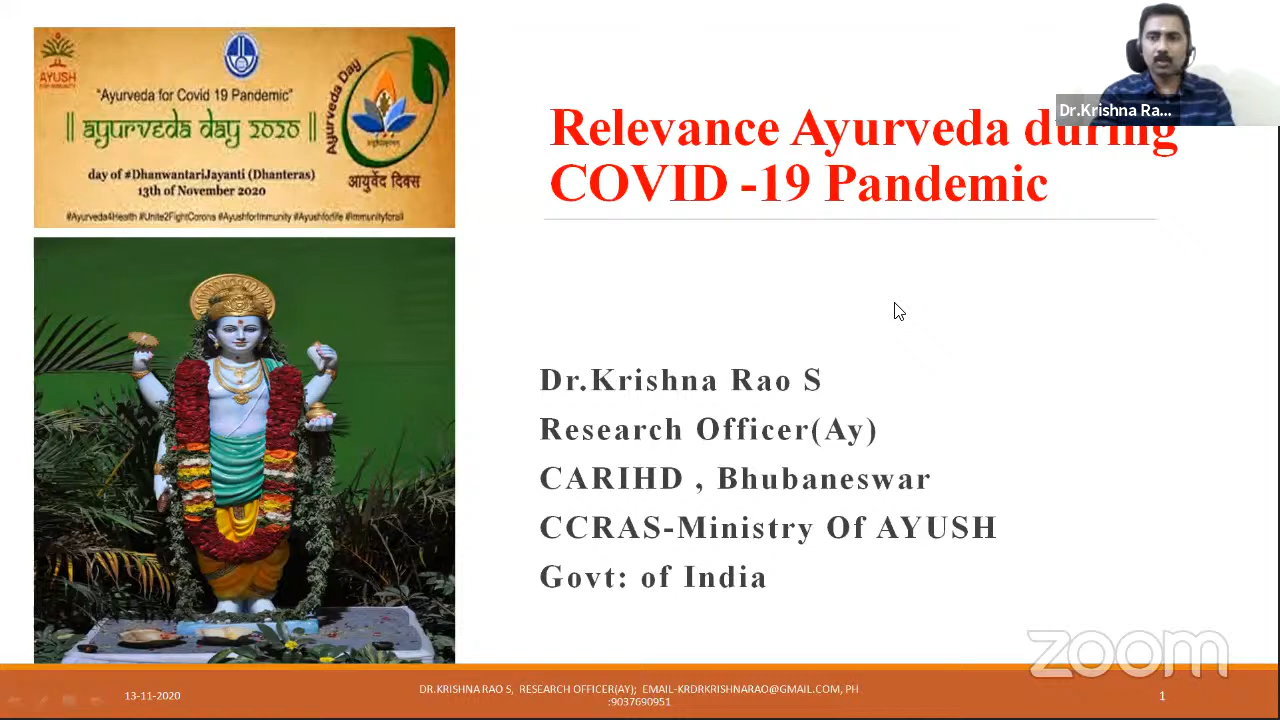 AYUSH
"Ayurveda for Covid 19 Pandemic"
|| ayurveda day 2020 ||
day of #DhanwantariJayanti (Dhanteras)
13th of November 2020
Ayurveda Day
आयुर्वेद दिवस
#Ayurveda4Health #Unite2FightCorona #AyushforImmunity #Ayushforlife #Immunityforall
Dr.Krishna Ra...
Relevance Ayurveda during
COVID -19 Pandemic
Dr.Krishna Rao S
Research Officer(Ay)
CARIHD , Bhubaneswar
CCRAS-Ministry Of AYUSH
Govt: of India
zoom
13-11-2020
DR.KRISHNA RAO S, RESEARCH OFFICER(AY); EMAIL-KRDRKRISHNARAO@GMAIL.COM, PH
:9037690951
1